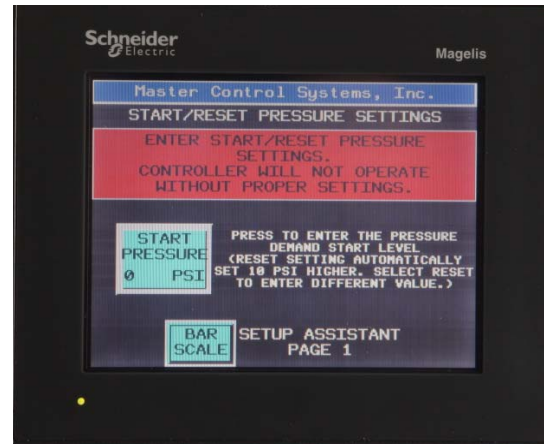 Schneider
Electric
Magelis
Master Control Systems, Inc.
START/RESET PRESSURE SETTINGS
ENTER START/RESET PRESSURE
SETTINGS.
CONTROLLER WILL NOT OPERATE
WITHOUT PROPER SETTINGS.
START
PRESSURE
0 PSI
PRESS TO ENTER THE PRESSURE
DEMAND START LEVEL
(RESET SETTING AUTOMATICALLY
SET 10 PSI HIGHER. SELECT RESET
TO ENTER DIFFERENT VALUE.)
BAR
SCALE
SETUP ASSISTANT
PAGE 1